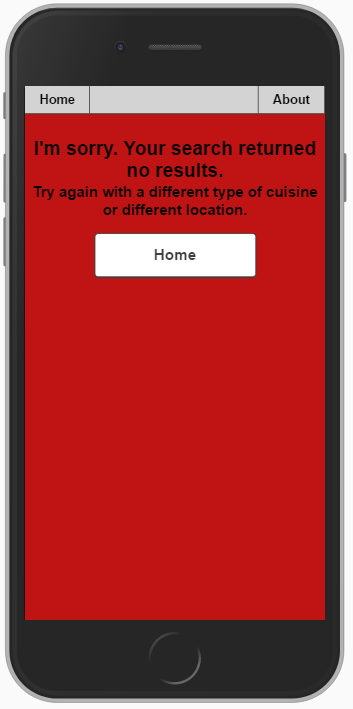 Home
About
I'm sorry. Your search returned
no results.
Try again with a different type of cuisine
or different location.
Home